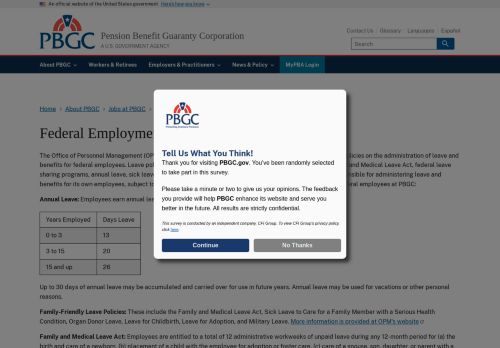 An official website of the United States government Here's how you know
PBGC
Pension Benefit Guaranty Corporation
A U.S. GOVERNMENT AGENCY
Contact Us Glossary Languages Español
Search
About PBGC Workers & Retirees Employers & Practitioners News & Policy MyPBA Login
Home > About PBGC > Jobs at PBGC >
Federal Employme
The Office of Personnel Management (OP
olicies on the administration of leave and
benefits for federal employees. Leave polic
and Medical Leave Act, federal leave
sharing programs, annual leave, sick leave
sible for administering leave and
benefits for its own employees, subject to
deral employees at PBGC:
Annual Leave: Employees earn annual lea
Years Employed Days Leave
0 to 3 13
3 to 15 20
15 and up 26
PBGC
Tell Us What You Think!
Thank you for visiting PBGC.gov. You've been randomly selected
to take part in this survey.
Please take a minute or two to give us your opinions. The feedback
you provide will help PBGC enhance its website and serve you
better in the future. All results are strictly confidential.
This survey is conducted by an independent company, CFI Group. To view CFI Group's privacy policy
click here.
Continue No Thanks
Up to 30 days of annual leave may be accumulated and carried over for use in future years. Annual leave may be used for vacations or other personal
reasons.
Family-Friendly Leave Policies: These include the Family and Medical Leave Act, Sick Leave to Care for a Family Member with a Serious Health
Condition, Organ Donor Leave, Leave for Childbirth, Leave for Adoption, and Military Leave. More information is provided at OPM's website
Family and Medical Leave Act: Employees are entitled to a total of 12 administrative workweeks of unpaid leave during any 12-month period for (a) the
birth and care of a newborn, (b) placement of a child with the employee for adoption or foster care, (c) care of a spouse, son, daughter, or parent with